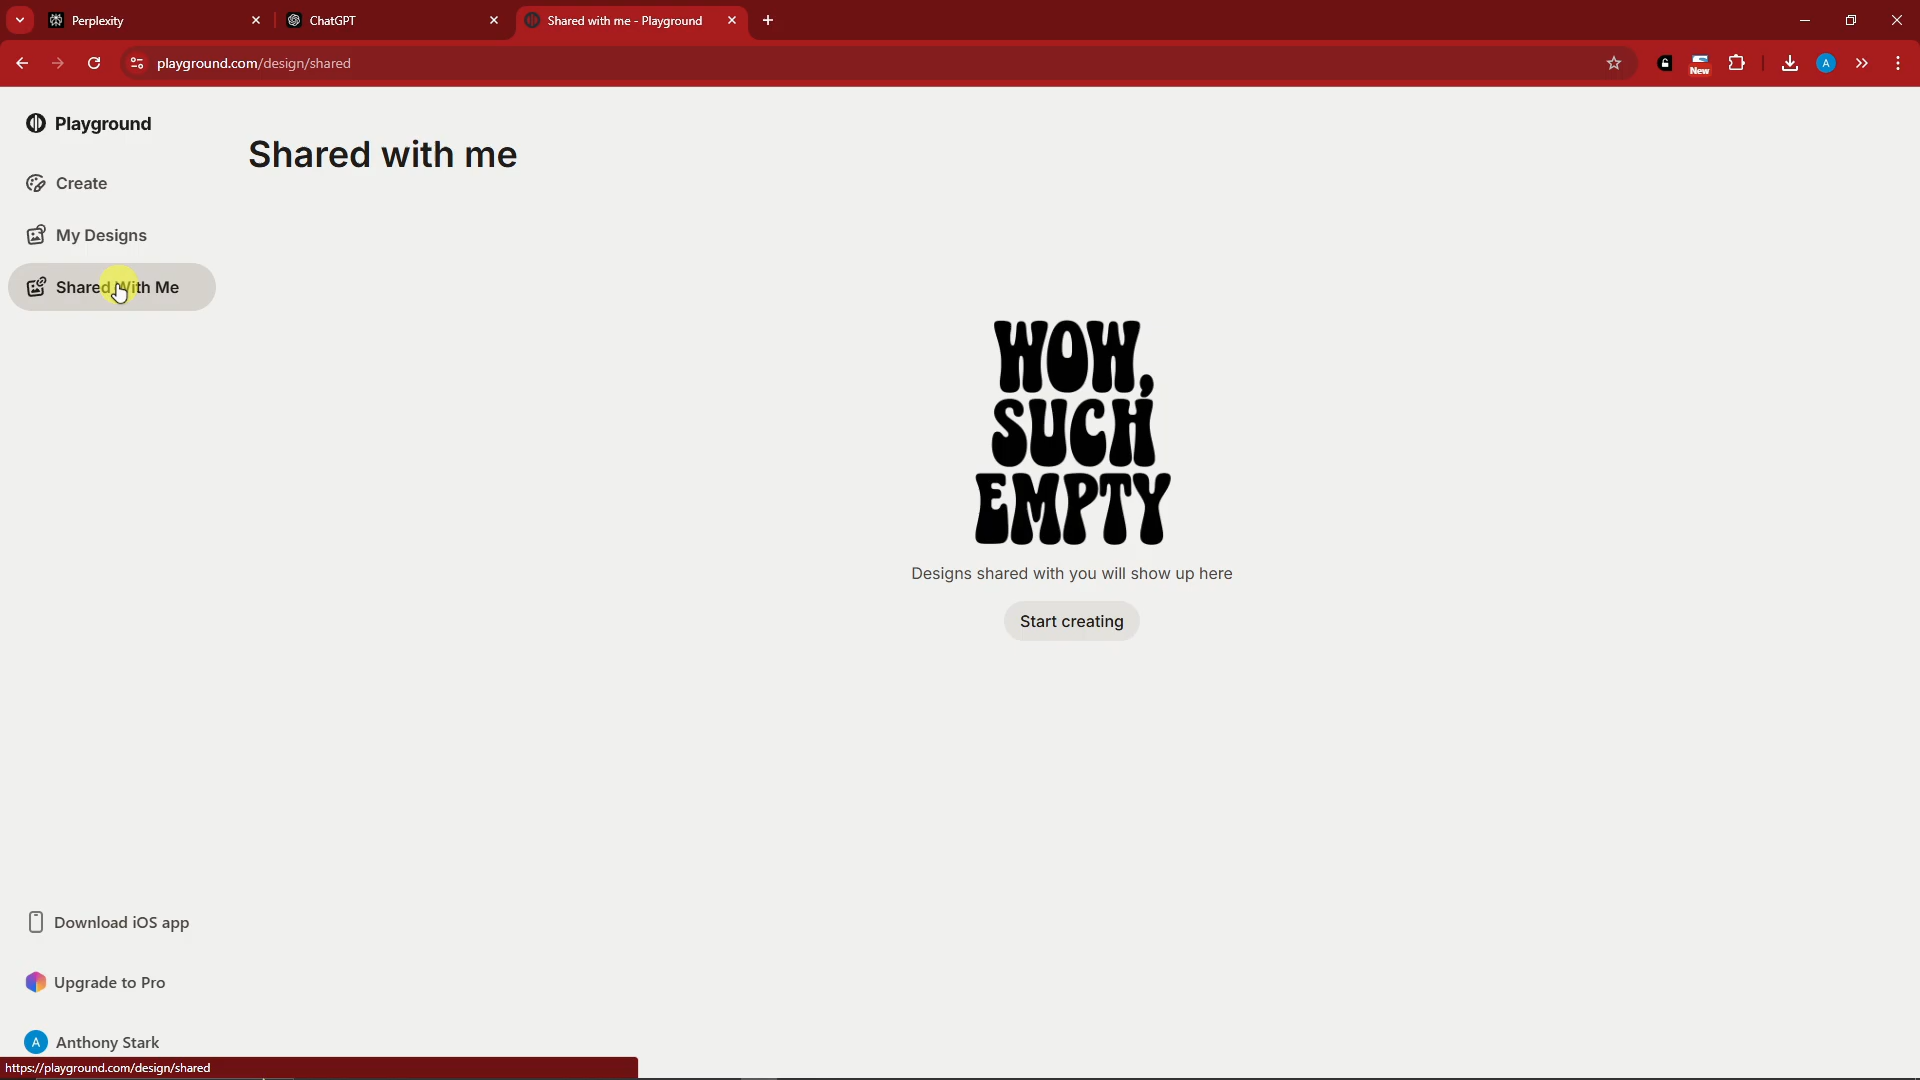 Perplexity
ChatGPT
Shared with me - Playground
playground.com/design/shared
New
A
Playground
Create
My Designs
Shared With Me
Shared with me
WOW,
SUCH
EMPTY
Designs shared with you will show up here
Start creating
Download iOS app
Upgrade to Pro
A Anthony Stark
https://playground.com/design/shared